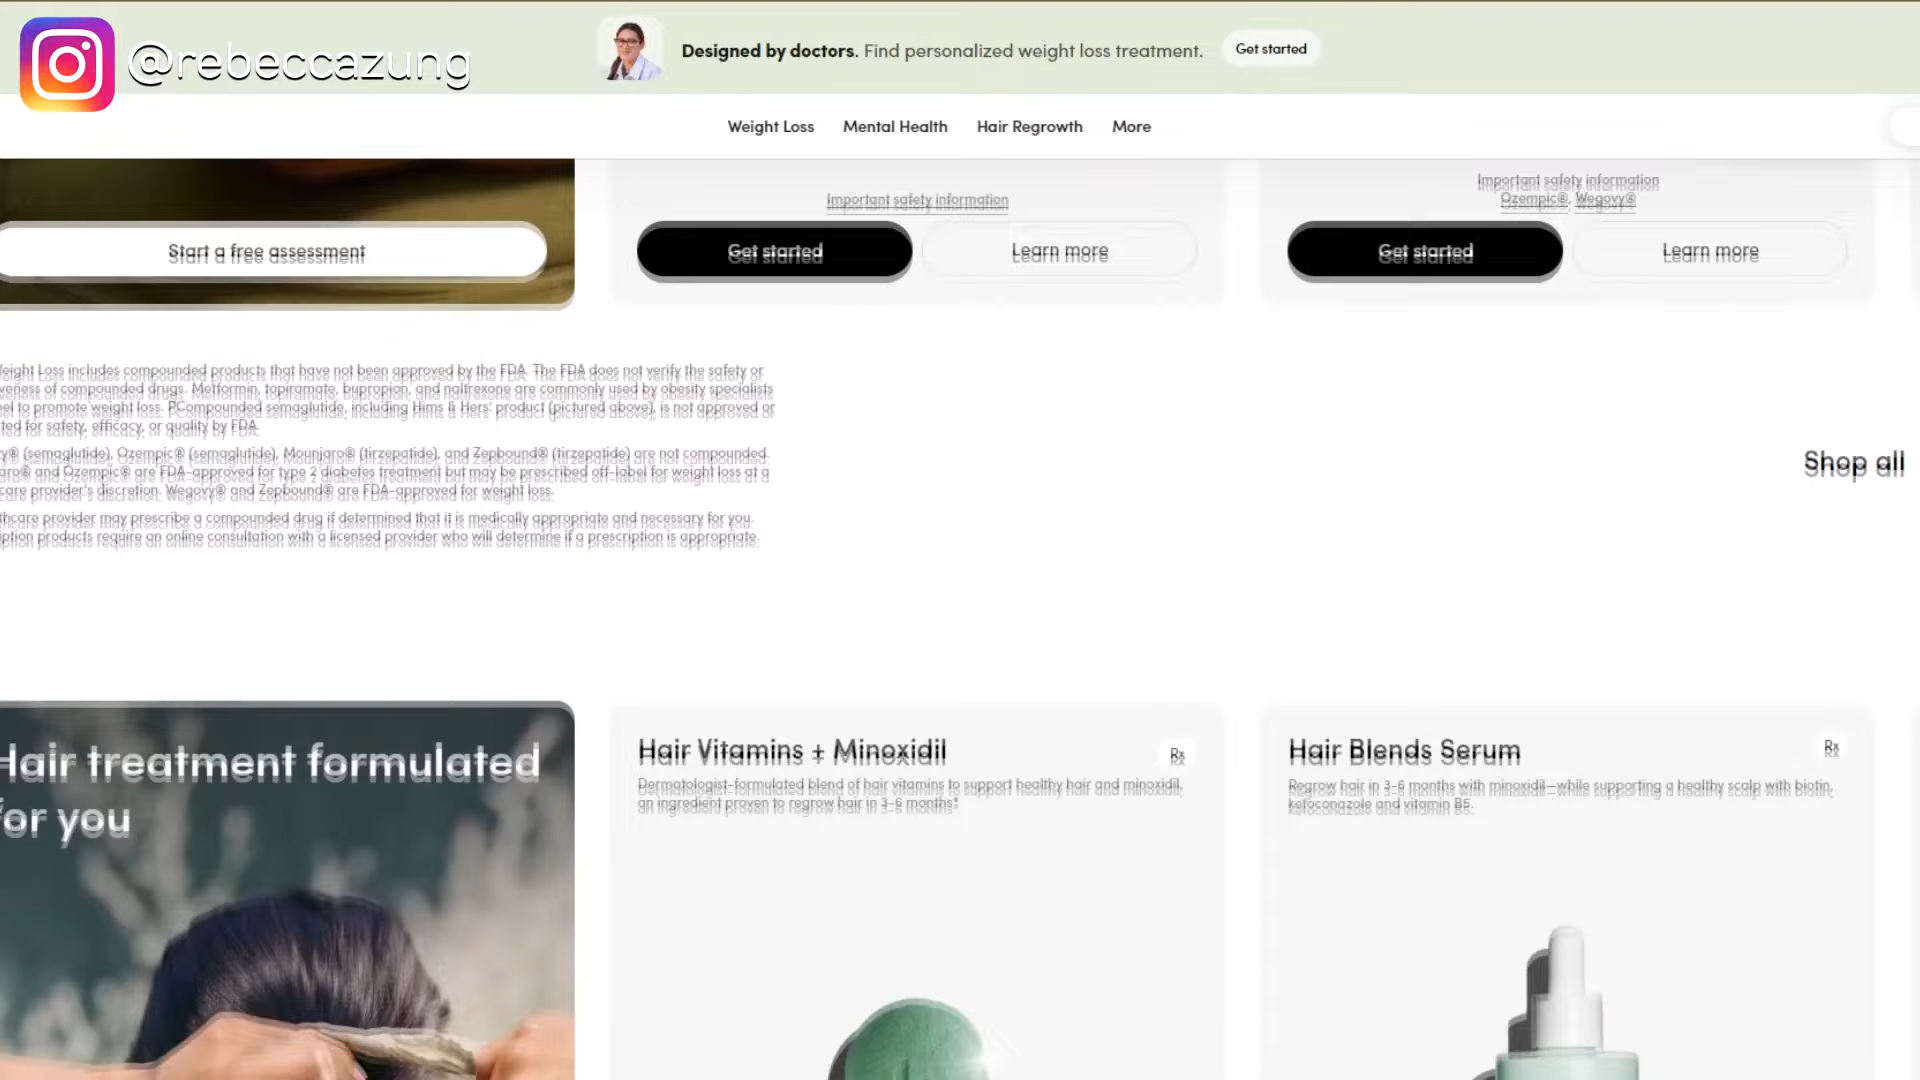 @rebeccazung
Designed by doctors. Find personalized weight loss treatment.
Get started
Weight Loss
Mental Health
Hair Regrowth
More
Start a free assessment
Important safety information
Get started
Learn more
Important safety information
Ozempic®, Wegovy®
Get started
Learn more
Loss includes compounded products that have not been approved by the FDA. The FDA does not verify the safety or
of compounded drugs. Metformin, topiramate, bupropion, and naltrexone are commonly used by obesity specialists
to promote weight loss. PCompounded semaglutide, including Hims & Hers' product (pictured above), is not approved or
for safety, efficacy, or quality by FDA.
(semaglutide), Ozempic® (semaglutide), Mounjaro® (tirzepatide), and Zepbound® (tirzepatide) are not compounded.
and Ozempic® are FDA-approved for type 2 diabetes treatment but may be prescribed off-label for weight loss at a
care provider's discretion. Wegovy® and Zepbound® are FDA-approved for weight loss.
provider may prescribe a compounded drug if determined that it is medically appropriate and necessary for you.
products require an online consultation with a licensed provider who will determine if a prescription is appropriate.
Shop all
Hair treatment formulated
for you
Hair Vitamins + Minoxidil
Rx
Dermatologist-formulated blend of hair vitamins to support healthy hair and minoxidil,
an ingredient proven to regrow hair in 3-6 months*
Hair Blends Serum
Rx
Regrow hair in 3-6 months with minoxidil—while supporting a healthy scalp with biotin,
ketoconazole and vitamin B5.